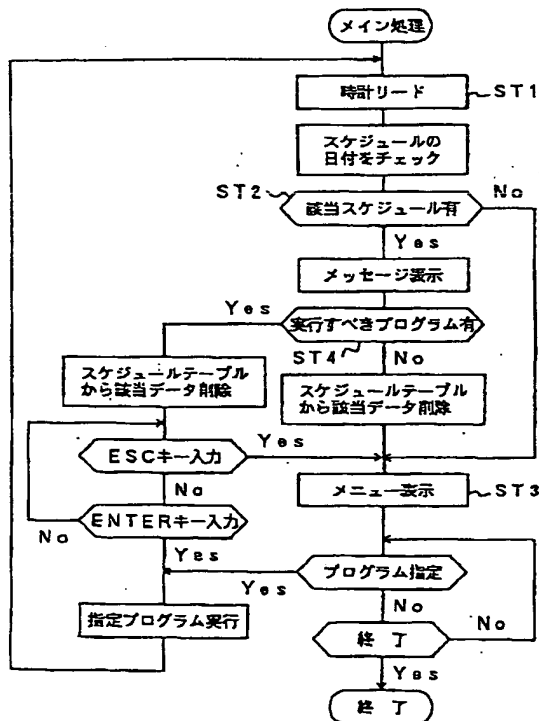 メイン処理
時計リード
ST1
スケジュールの
日付をチェック
ST2
No
該当スケジュール有
Yes
メッセージ表示
Yes
実行すべきプログラム有
ST4
No
スケジュールテーブル
から該当データ削除
スケジュールテーブル
から該当データ削除
Yes
ESCキー入力
メニュー表示
ST3
No
ENTERキー入力
No
Yes
プログラム指定
Yes
指定プログラム実行
No
No
終了
Yes
終了